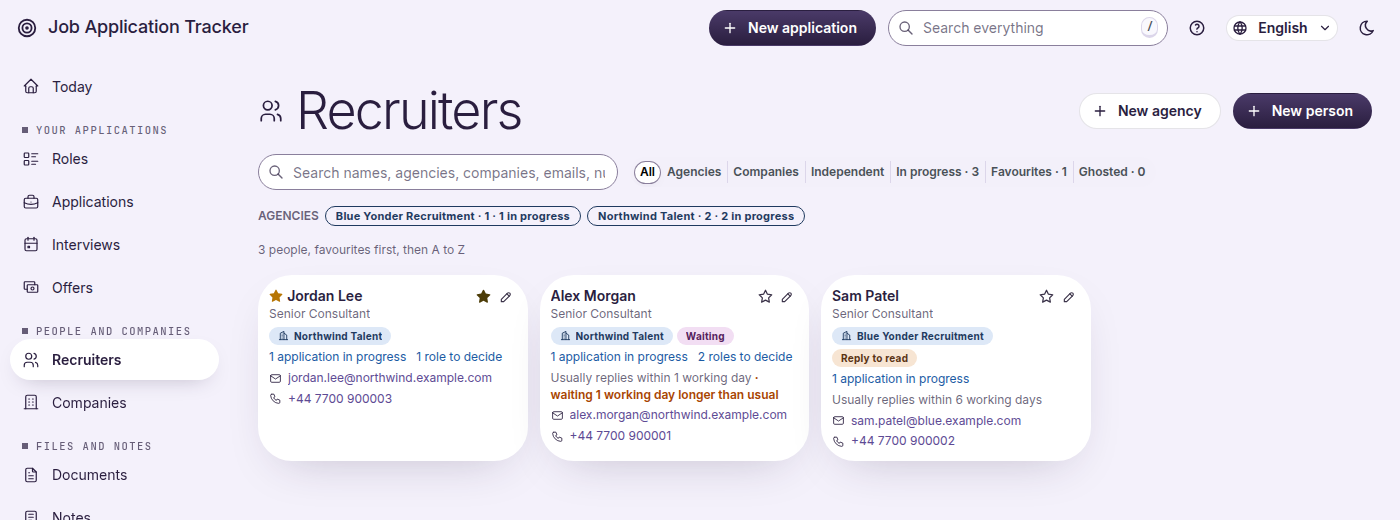 Job Application Tracker
New application
Search everything
/
English
Today
YOUR APPLICATIONS
Roles
Applications
Interviews
Offers
PEOPLE AND COMPANIES
Recruiters
Companies
FILES AND NOTES
Documents
Notes
Recruiters
New agency
New person
Search names, agencies, companies, emails, nu
All
Agencies
Companies
Independent
In progress · 3
Favourites · 1
Ghosted · 0
AGENCIES
Blue Yonder Recruitment · 1 · 1 in progress
Northwind Talent · 2 · 2 in progress
3 people, favourites first, then A to Z
Jordan Lee
Senior Consultant
Northwind Talent
1 application in progress 1 role to decide
jordan.lee@northwind.example.com
+44 7700 900003
Alex Morgan
Senior Consultant
Northwind Talent Waiting
1 application in progress 2 roles to decide
Usually replies within 1 working day ·
waiting 1 working day longer than usual
alex.morgan@northwind.example.com
+44 7700 900001
Sam Patel
Senior Consultant
Blue Yonder Recruitment
Reply to read
1 application in progress
Usually replies within 6 working days
sam.patel@blue.example.com
+44 7700 900002